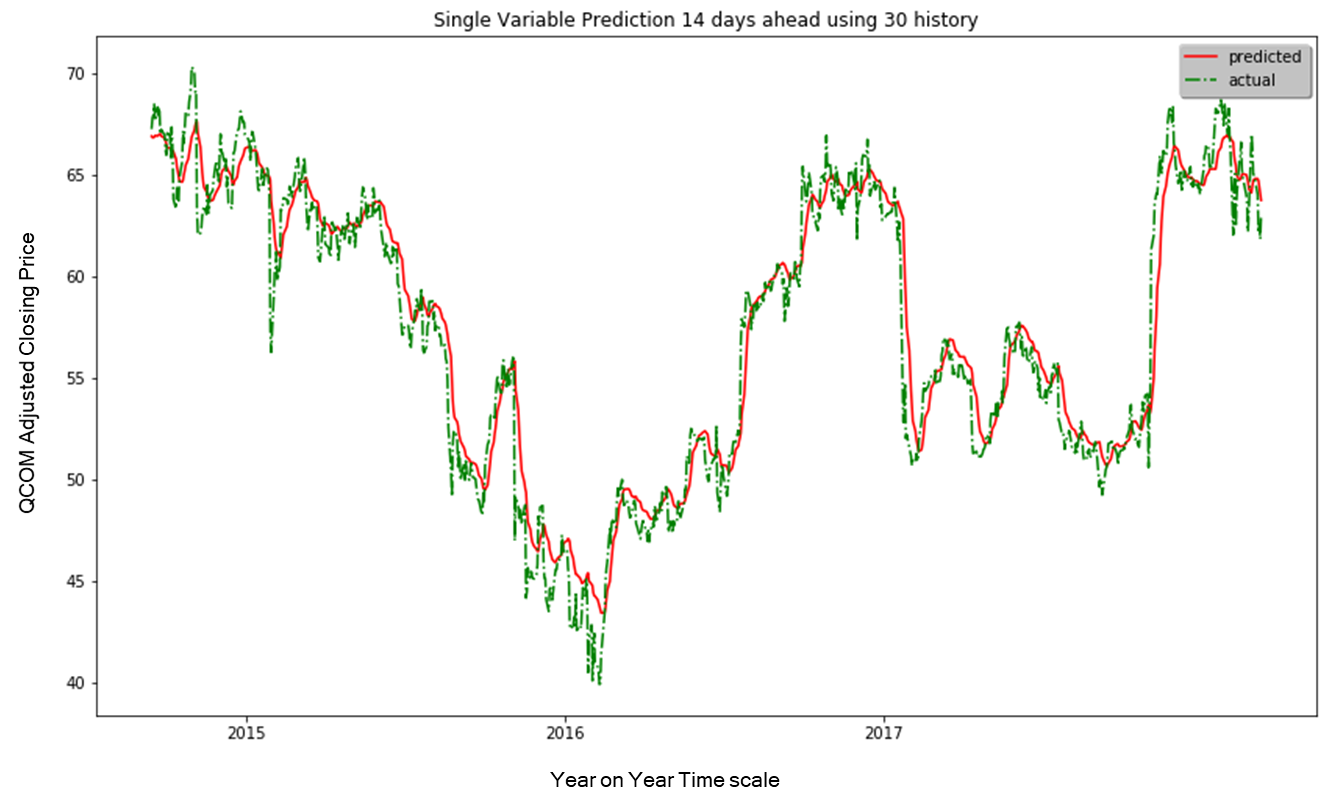 Single Variable Prediction 14 days ahead using 30 history
predicted
actual
QCOM Adjusted Closing Price
70
65
60
55
50
45
40
2015
2016
2017
Year on Year Time scale